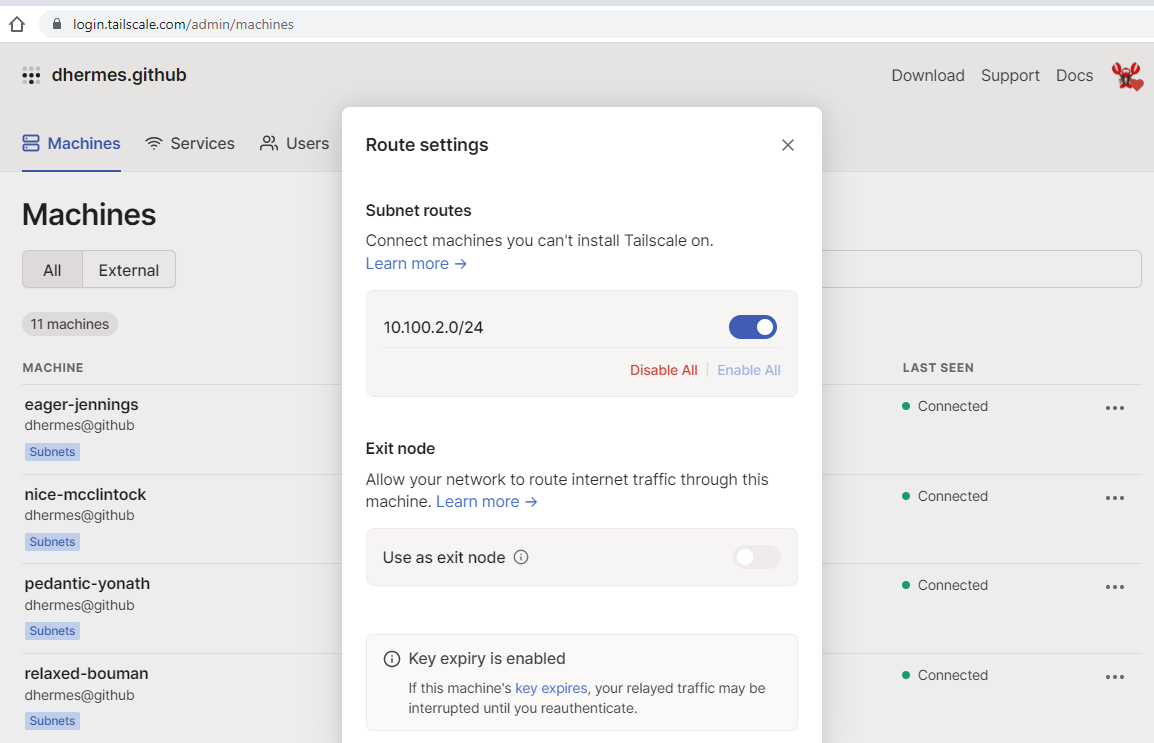 login.tailscale.com/admin/machines
dhermes.github
Download Support Docs
Machines Services Users
Machines
All External
11 machines
MACHINE LAST SEEN
eager-jennings
dhermes@github
Subnets
Connected
nice-mcclintock
dhermes@github
Subnets
Connected
pedantic-yonath
dhermes@github
Subnets
Connected
relaxed-bouman
dhermes@github
Subnets
Connected
Route settings
Subnet routes
Connect machines you can't install Tailscale on.
Learn more →
10.100.2.0/24
Disable All | Enable All
Exit node
Allow your network to route internet traffic through this
machine. Learn more →
Use as exit node
Key expiry is enabled
If this machine's key expires, your relayed traffic may be
interrupted until you reauthenticate.